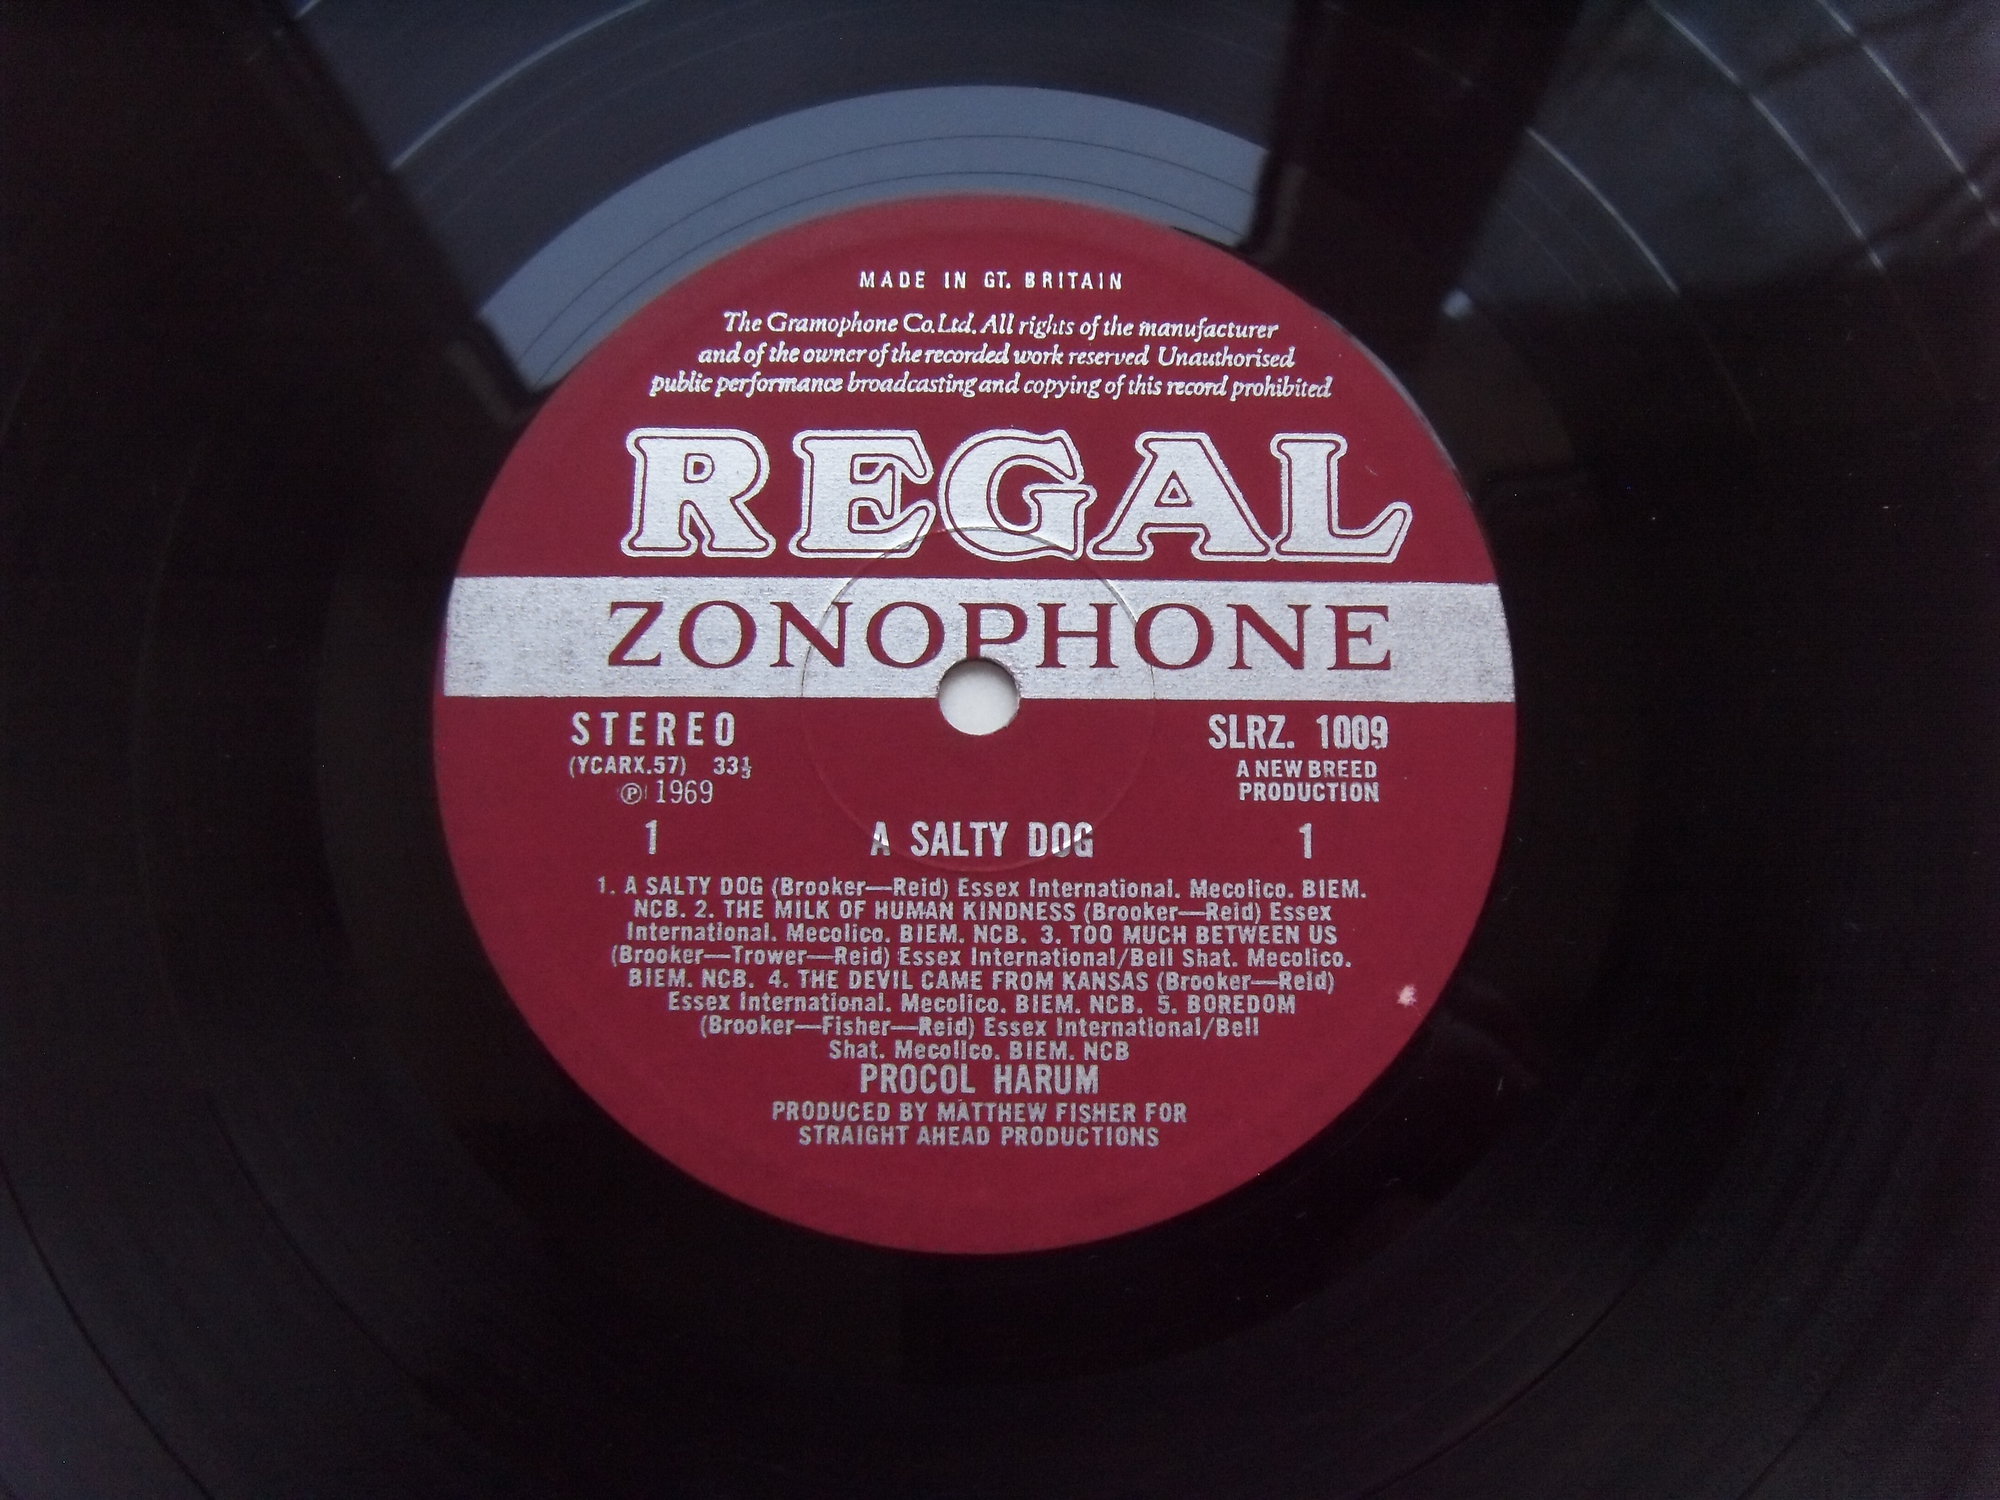 MADE IN GT. BRITAIN
The Gramophone Co. Ltd. All rights of the manufacturer
and of the owner of the recorded work reserved Unauthorised
public performance broadcasting and copying of this record prohibited
REGAL
ZONOPHONE
STEREO SLRZ. 1009
(YCARX.57) 33⅓ A NEW BREED
℗ 1969 PRODUCTION
1 A SALTY DOG 1
1. A SALTY DOG (Brooker—Reid) Essex International. Mecolico. BIEM.
NCB. 2. THE MILK OF HUMAN KINDNESS (Brooker—Reid) Essex
International. Mecolico. BIEM. NCB. 3. TOO MUCH BETWEEN US
(Brooker—Trower—Reid) Essex International/Bell Shat. Mecolico.
BIEM. NCB. 4. THE DEVIL CAME FROM KANSAS (Brooker—Reid)
Essex International. Mecolico. BIEM. NCB. 5. BOREDOM
(Brooker—Fisher—Reid) Essex International/Bell
Shat. Mecolico. BIEM. NCB
PROCOL HARUM
PRODUCED BY MATTHEW FISHER FOR
STRAIGHT AHEAD PRODUCTIONS